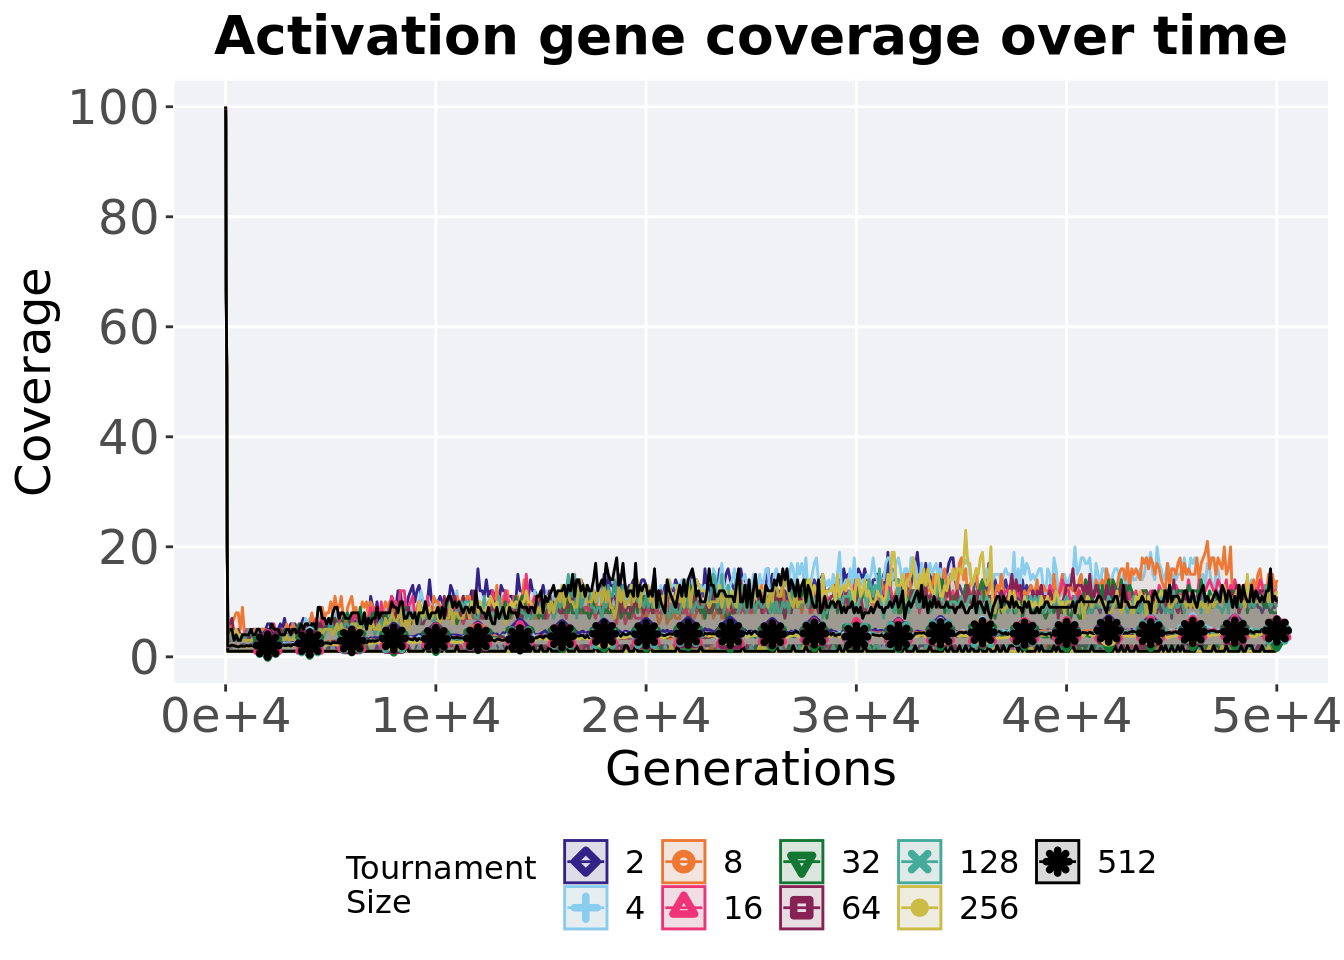 Activation gene coverage over time
Coverage
100
80
60
40
20
0
0e+4 1e+4 2e+4 3e+4 4e+4 5e+4
Generations
Tournament
Size
2 8 32 128 512
4 16 64 256